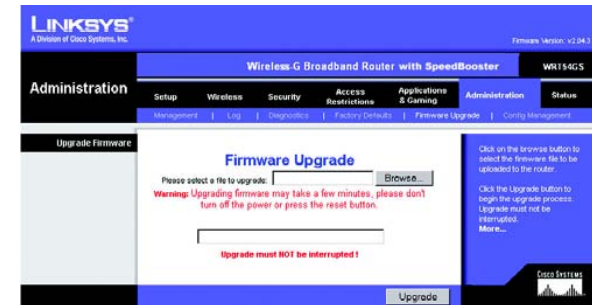 LINKSYS®
A Division of Cisco Systems, Inc.
Firmware Version: v2.04.3
Wireless-G Broadband Router with SpeedBooster
WRT54GS
Administration
Setup
Wireless
Security
Access Restrictions
Applications & Gaming
Administration
Status
Management | Log | Diagnostics | Factory Defaults | Firmware Upgrade | Config Management
Upgrade Firmware
Firmware Upgrade
Please select a file to upgrade:
Browse...
Warning: Upgrading firmware may take a few minutes, please don't
turn off the power or press the reset button.
Upgrade must NOT be interrupted !
Upgrade
Click on the browse button to
select the firmware file to be
uploaded to the router.
Click the Upgrade button to
begin the upgrade process.
Upgrade must not be
interrupted.
More...
CISCO SYSTEMS